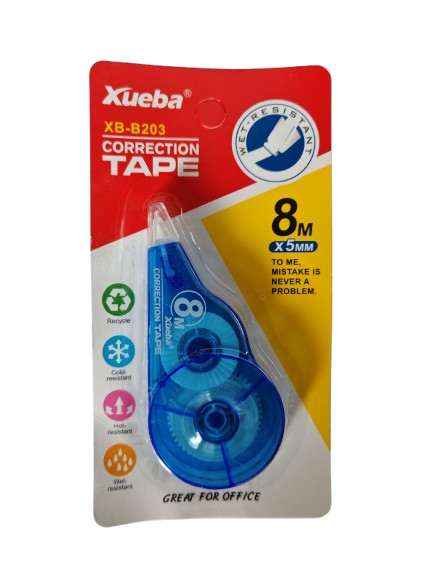 Xueba®
XB-B203
CORRECTION
TAPE
WET-RESISTANT
8M
X5MM
TO ME,
MISTAKE IS
NEVER A
PROBLEM.
8M
Xueba®
CORRECTION TAPE
Recycle
Cold-
resistant
Hot-
resistant
Wet-
resistant
GREAT FOR OFFICE